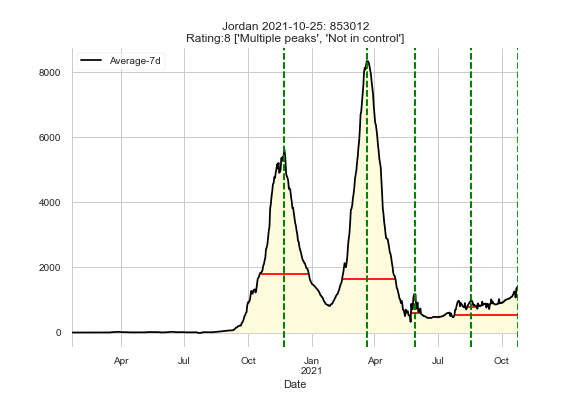 Jordan 2021-10-25: 853012
Rating:8 ['Multiple peaks', 'Not in control']
Average-7d
8000
6000
4000
2000
0
Apr
Jul
Oct
Jan
2021
Apr
Jul
Oct
Date